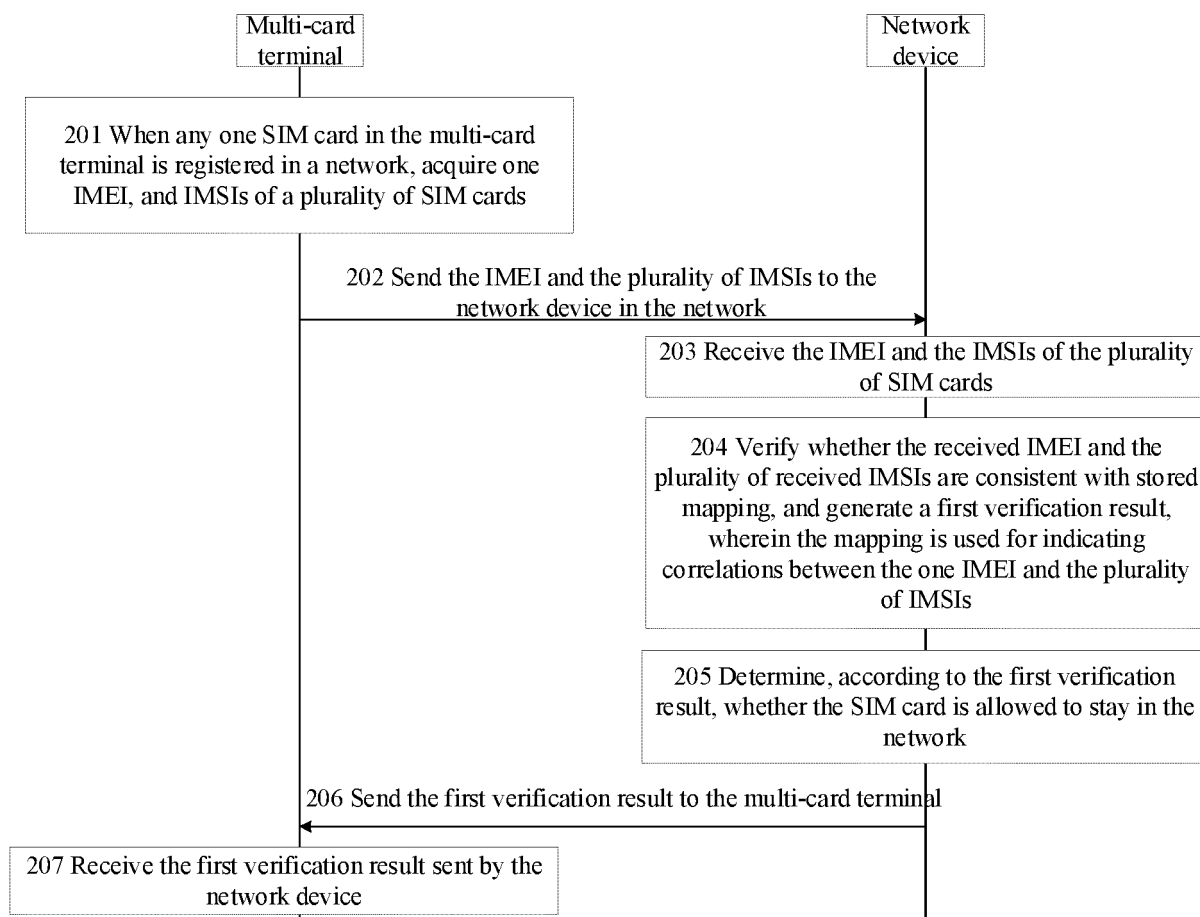 Multi-card
terminal
Network
device
201 When any one SIM card in the multi-card
terminal is registered in a network, acquire one
IMEI, and IMSIs of a plurality of SIM cards
202 Send the IMEI and the plurality of IMSIs to the
network device in the network
203 Receive the IMEI and the IMSIs of the plurality
of SIM cards
204 Verify whether the received IMEI and the
plurality of received IMSIs are consistent with stored
mapping, and generate a first verification result,
wherein the mapping is used for indicating
correlations between the one IMEI and the plurality
of IMSIs
205 Determine, according to the first verification
result, whether the SIM card is allowed to stay in the
network
206 Send the first verification result to the multi-card terminal
207 Receive the first verification result sent by the
network device